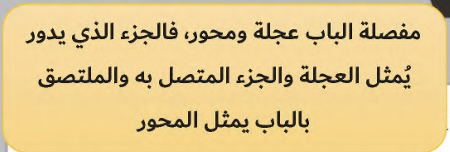 مفصلة الباب عجلة ومحور، فالجزء الذي يدور
يُمثل العجلة والجزء المتصل به والملتصق
بالباب يمثل المحور